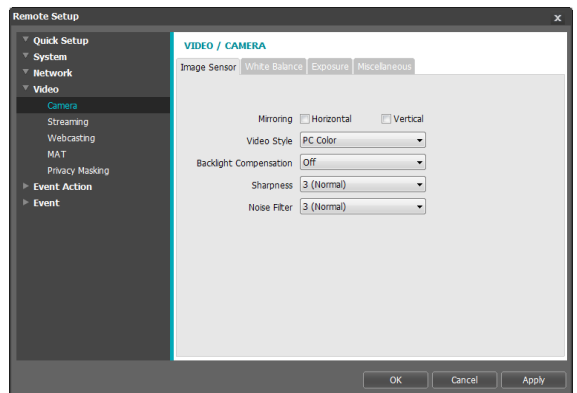 Remote Setup x
Quick Setup
System
Network
Video
Camera
Streaming
Webcasting
MAT
Privacy Masking
Event Action
Event
VIDEO / CAMERA
Image Sensor White Balance Exposure Miscellaneous
Mirroring Horizontal Vertical
Video Style PC Color
Backlight Compensation Off
Sharpness 3 (Normal)
Noise Filter 3 (Normal)
OK Cancel Apply